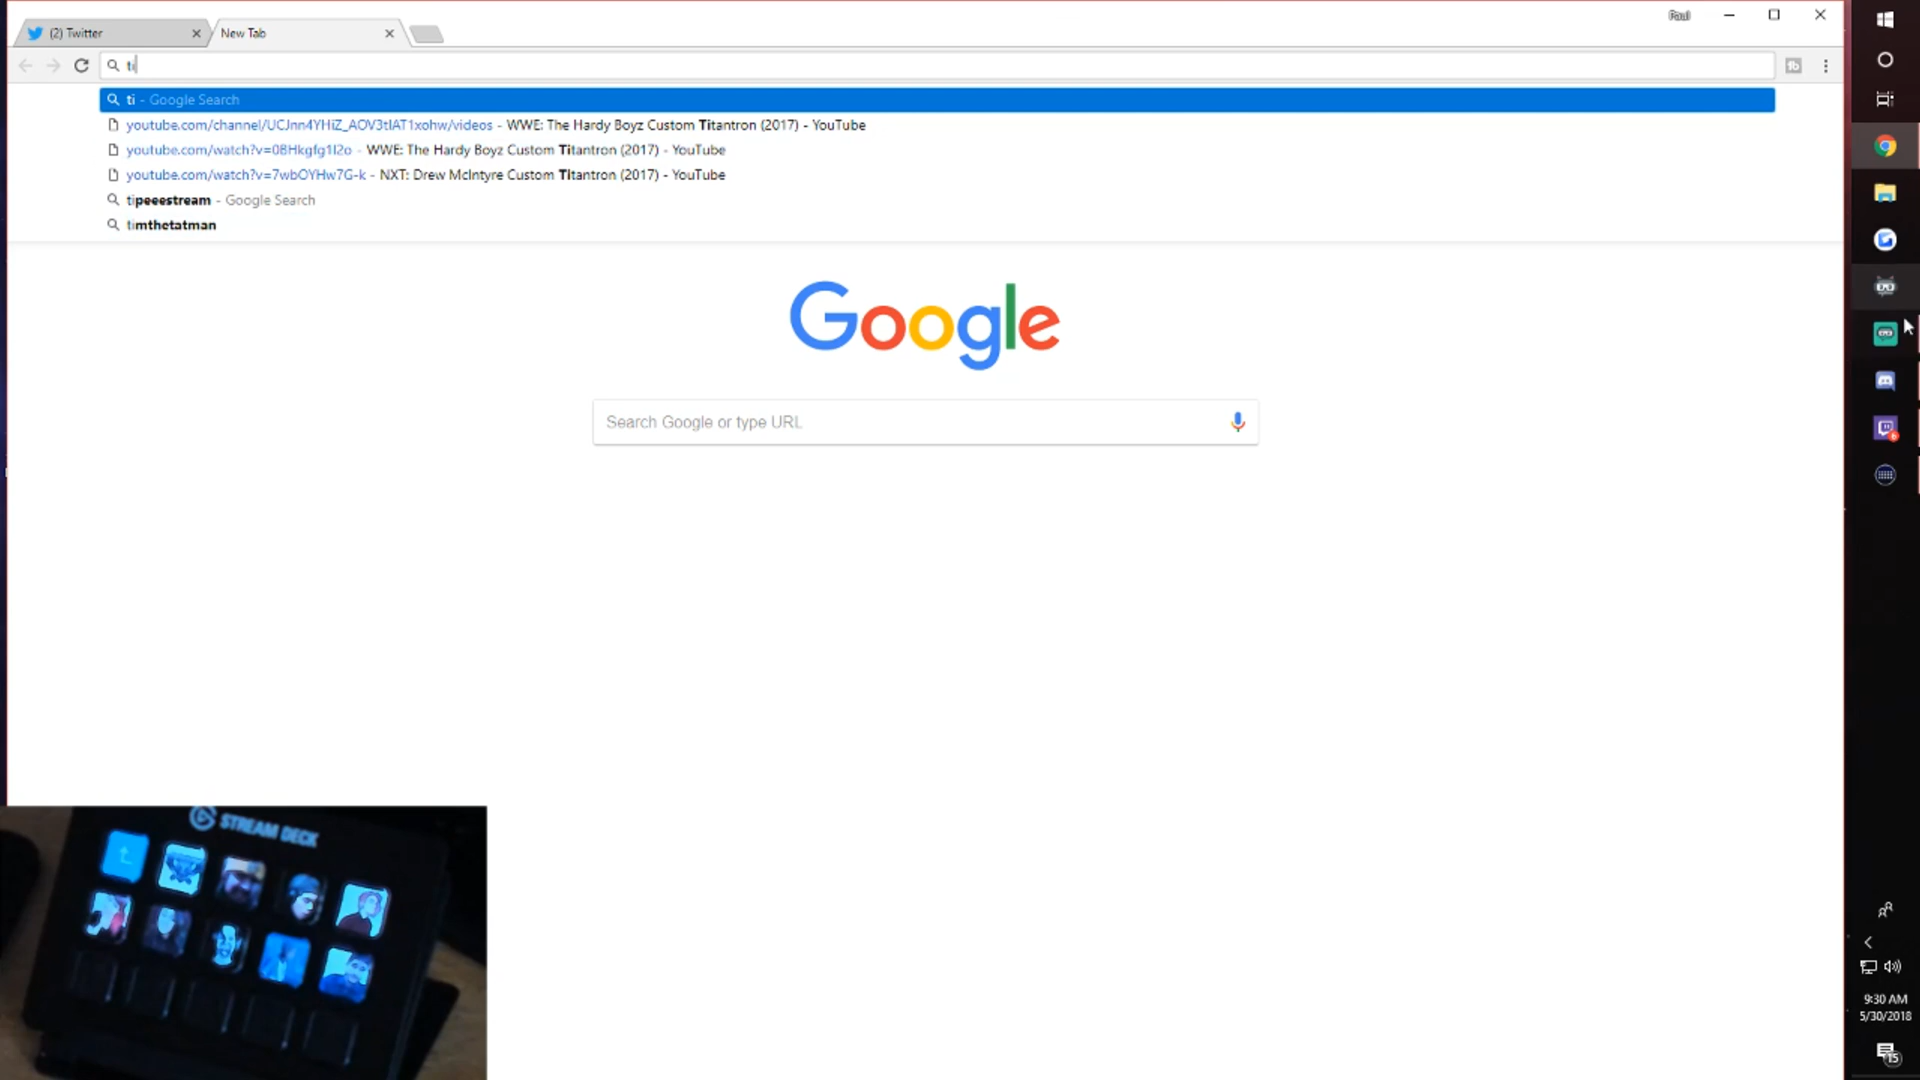 (2) Twitter
New Tab
Paul
ti
ti - Google Search
youtube.com/channel/UCJnn4YHiZ_AOV3tIAT1xohw/videos - WWE: The Hardy Boyz Custom Titantron (2017) - YouTube
youtube.com/watch?v=08Hkgfg1I2o - WWE: The Hardy Boyz Custom Titantron (2017) - YouTube
youtube.com/watch?v=7wbOYHw7G-k - NXT: Drew McIntyre Custom Titantron (2017) - YouTube
tipeeestream - Google Search
timthetatman
Google
Search Google or type URL
STREAM DECK
6
9:30 AM
5/30/2018
15